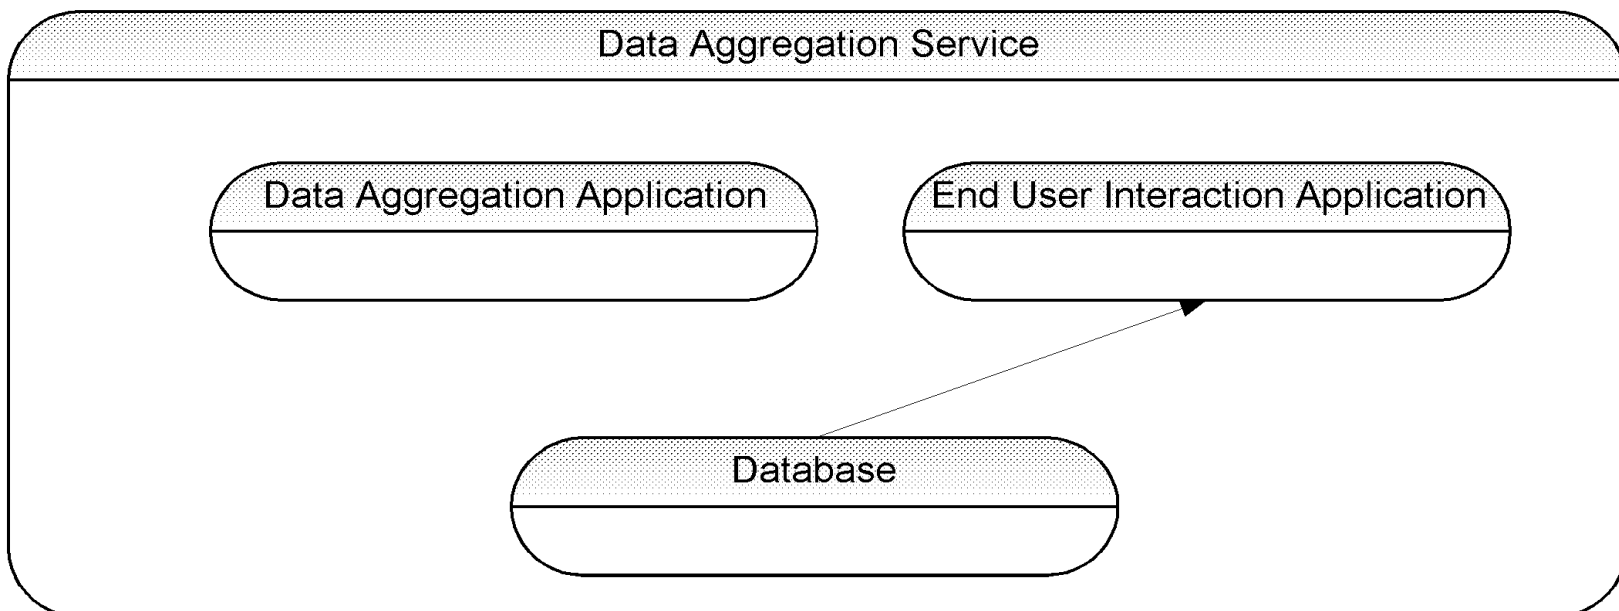 Data Aggregation Service
Data Aggregation Application
End User Interaction Application
Database